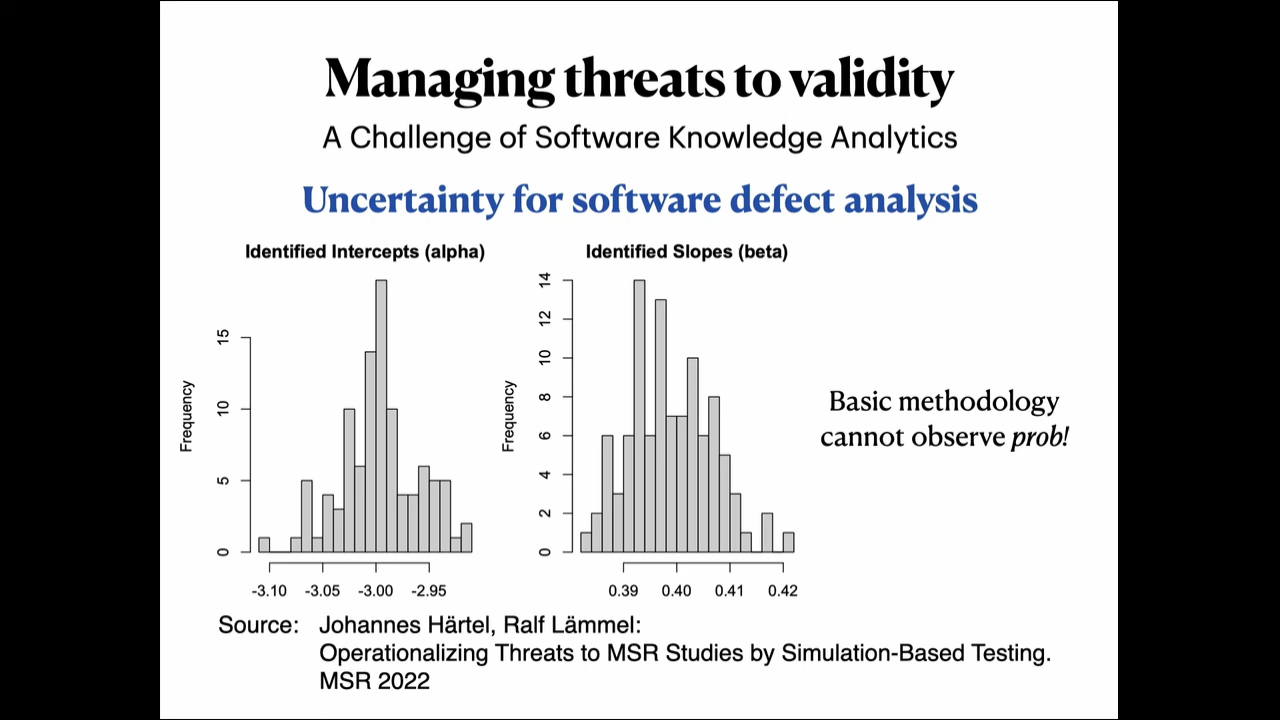 Managing threats to validity
A Challenge of Software Knowledge Analytics
Uncertainty for software defect analysis
Identified Intercepts (alpha)
Frequency
15
10
5
0
-3.10 -3.05 -3.00 -2.95
Identified Slopes (beta)
Frequency
14
12
10
8
6
4
2
0
0.39 0.40 0.41 0.42
Basic methodology
cannot observe prob!
Source: Johannes Härtel, Ralf Lämmel:
Operationalizing Threats to MSR Studies by Simulation-Based Testing.
MSR 2022